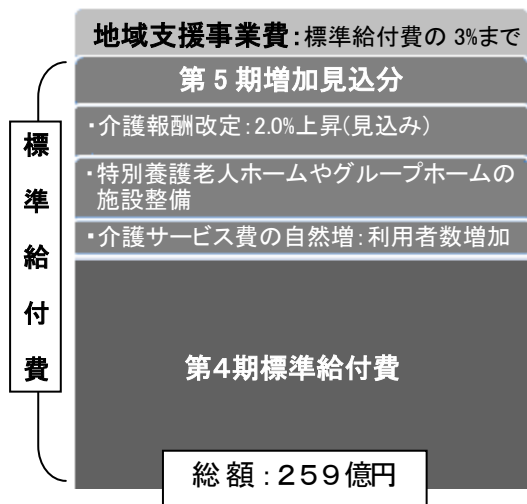 地域支援事業費：標準給付費の 3%まで
第 5 期増加見込分
・介護報酬改定：2.0%上昇(見込み)
・特別養護老人ホームやグループホームの
施設整備
・介護サービス費の自然増：利用者数増加
標準給付費
第4期標準給付費
総 額：２５９億円